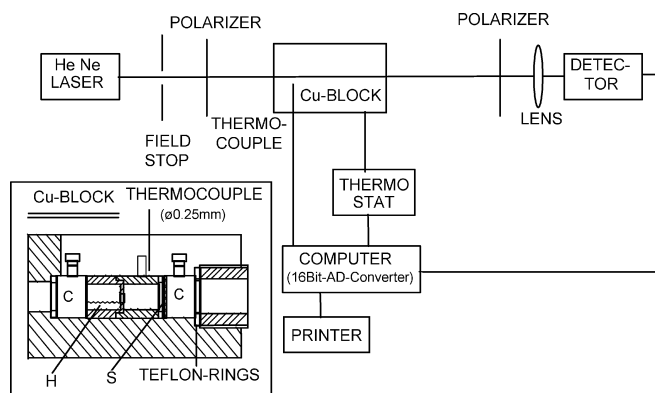 POLARIZER
POLARIZER
He Ne
LASER
Cu-BLOCK
DETEC-
TOR
FIELD
STOP
THERMO-
COUPLE
LENS
THERMO
STAT
COMPUTER
(16Bit-AD-Converter)
PRINTER
Cu-BLOCK
THERMOCOUPLE
(ø0.25mm)
C
C
H
S
TEFLON-RINGS